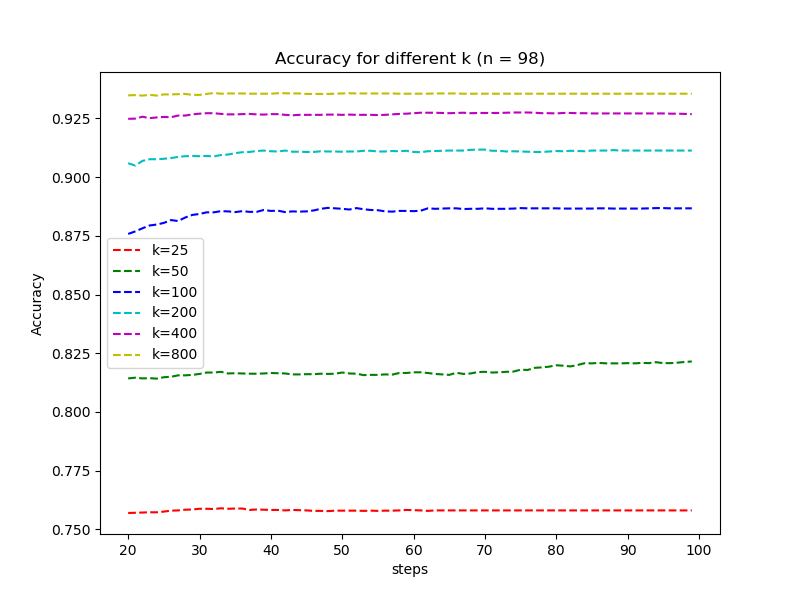 Accuracy for different k (n = 98)
Accuracy
0.925
0.900
0.875
0.850
0.825
0.800
0.775
0.750
k=25
k=50
k=100
k=200
k=400
k=800
20 30 40 50 60 70 80 90 100
steps